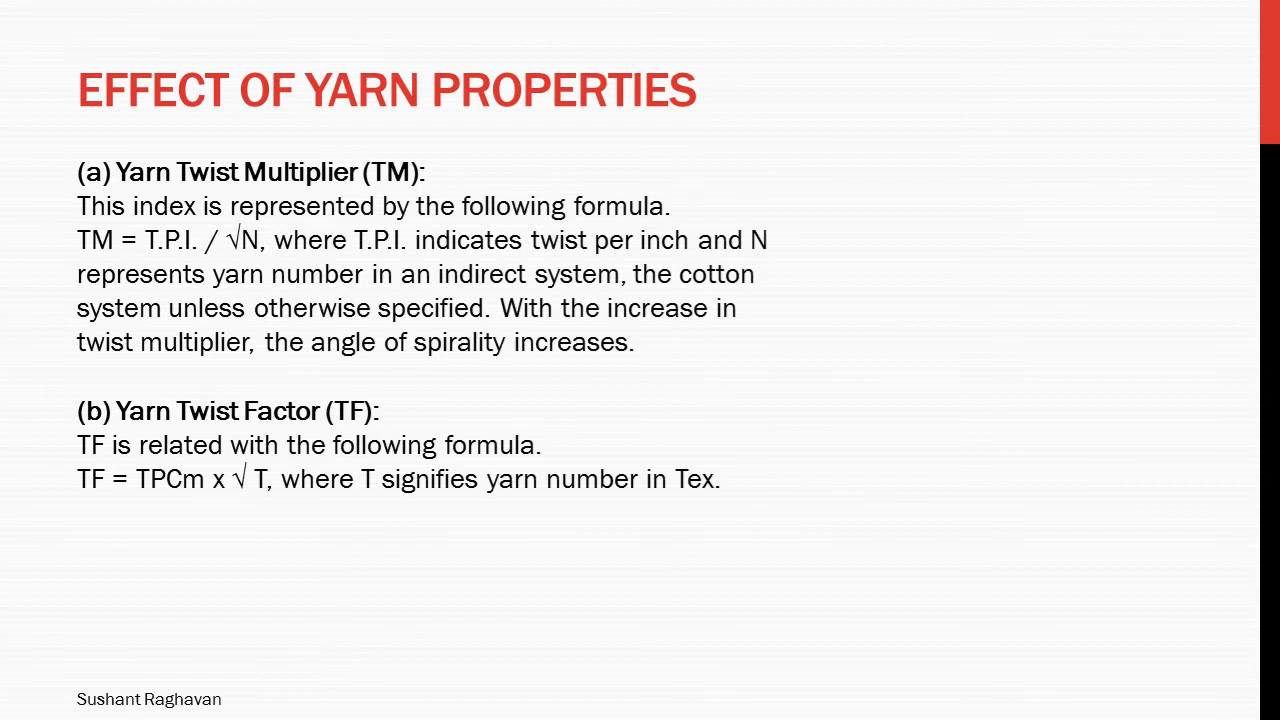 EFFECT OF YARN PROPERTIES
(a) Yarn Twist Multiplier (TM):
This index is represented by the following formula.
TM = T.P.I. / √N, where T.P.I. indicates twist per inch and N
represents yarn number in an indirect system, the cotton
system unless otherwise specified. With the increase in
twist multiplier, the angle of spirality increases.
(b) Yarn Twist Factor (TF):
TF is related with the following formula.
TF = TPCm x √ T, where T signifies yarn number in Tex.
Sushant Raghavan